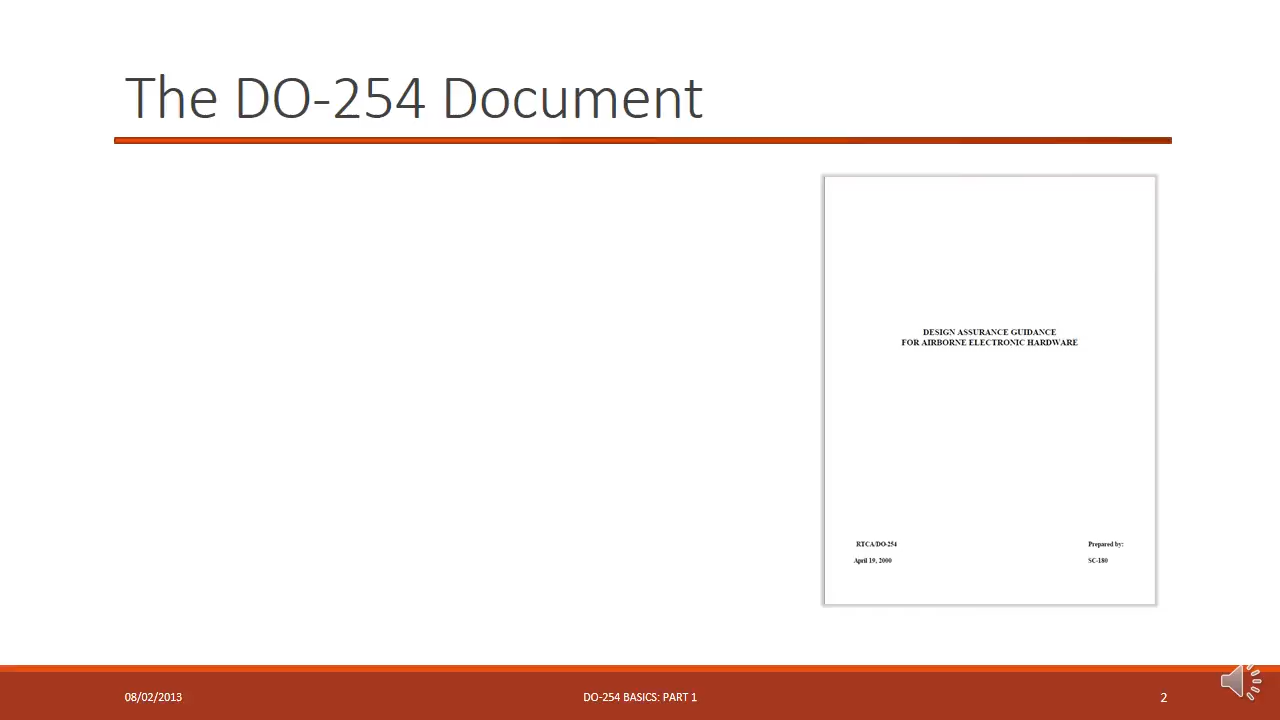 The DO-254 Document
DESIGN ASSURANCE GUIDANCE
FOR AIRBORNE ELECTRONIC HARDWARE
RTCA/DO-254
Prepared by:
April 19, 2000
SC-180
08/02/2013
DO-254 BASICS: PART 1
2